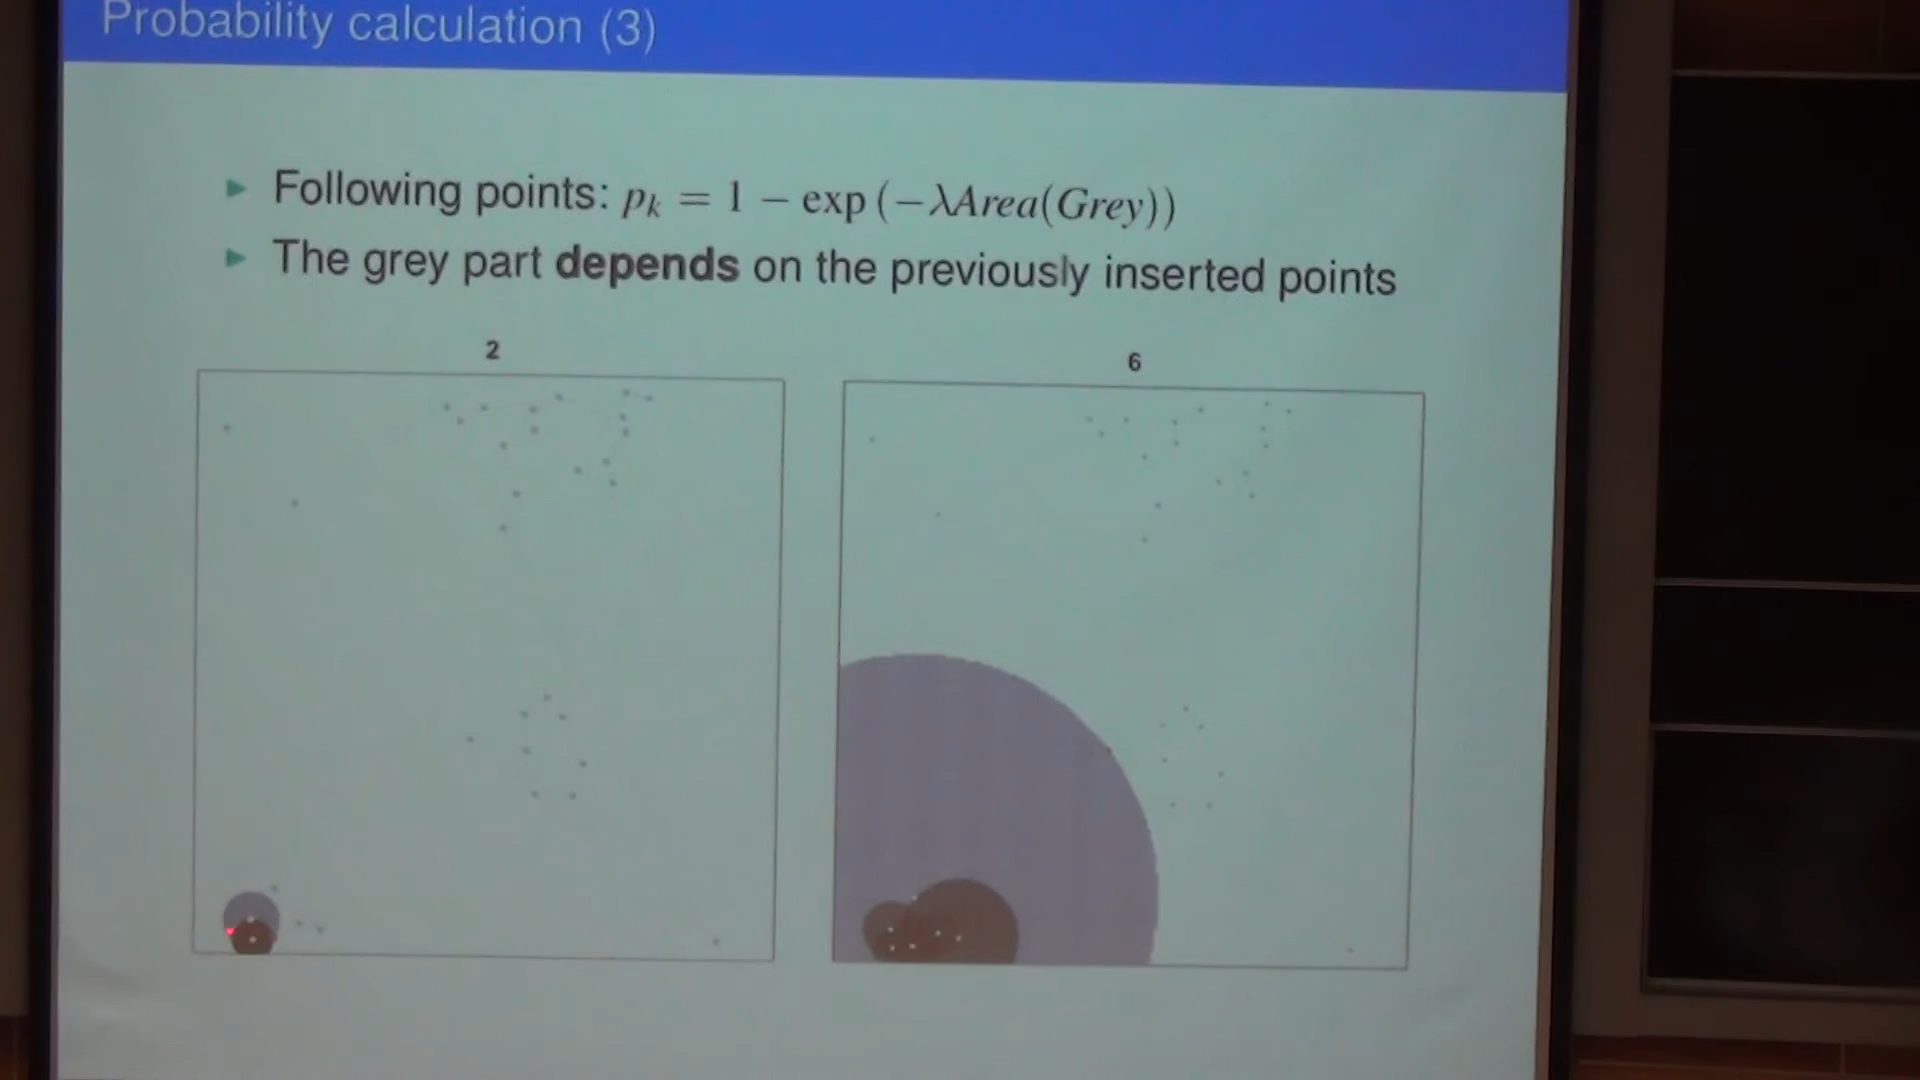 Probability calculation (3)
► Following points: pₖ = 1 − exp (−λArea(Grey))
► The grey part depends on the previously inserted points
2
6